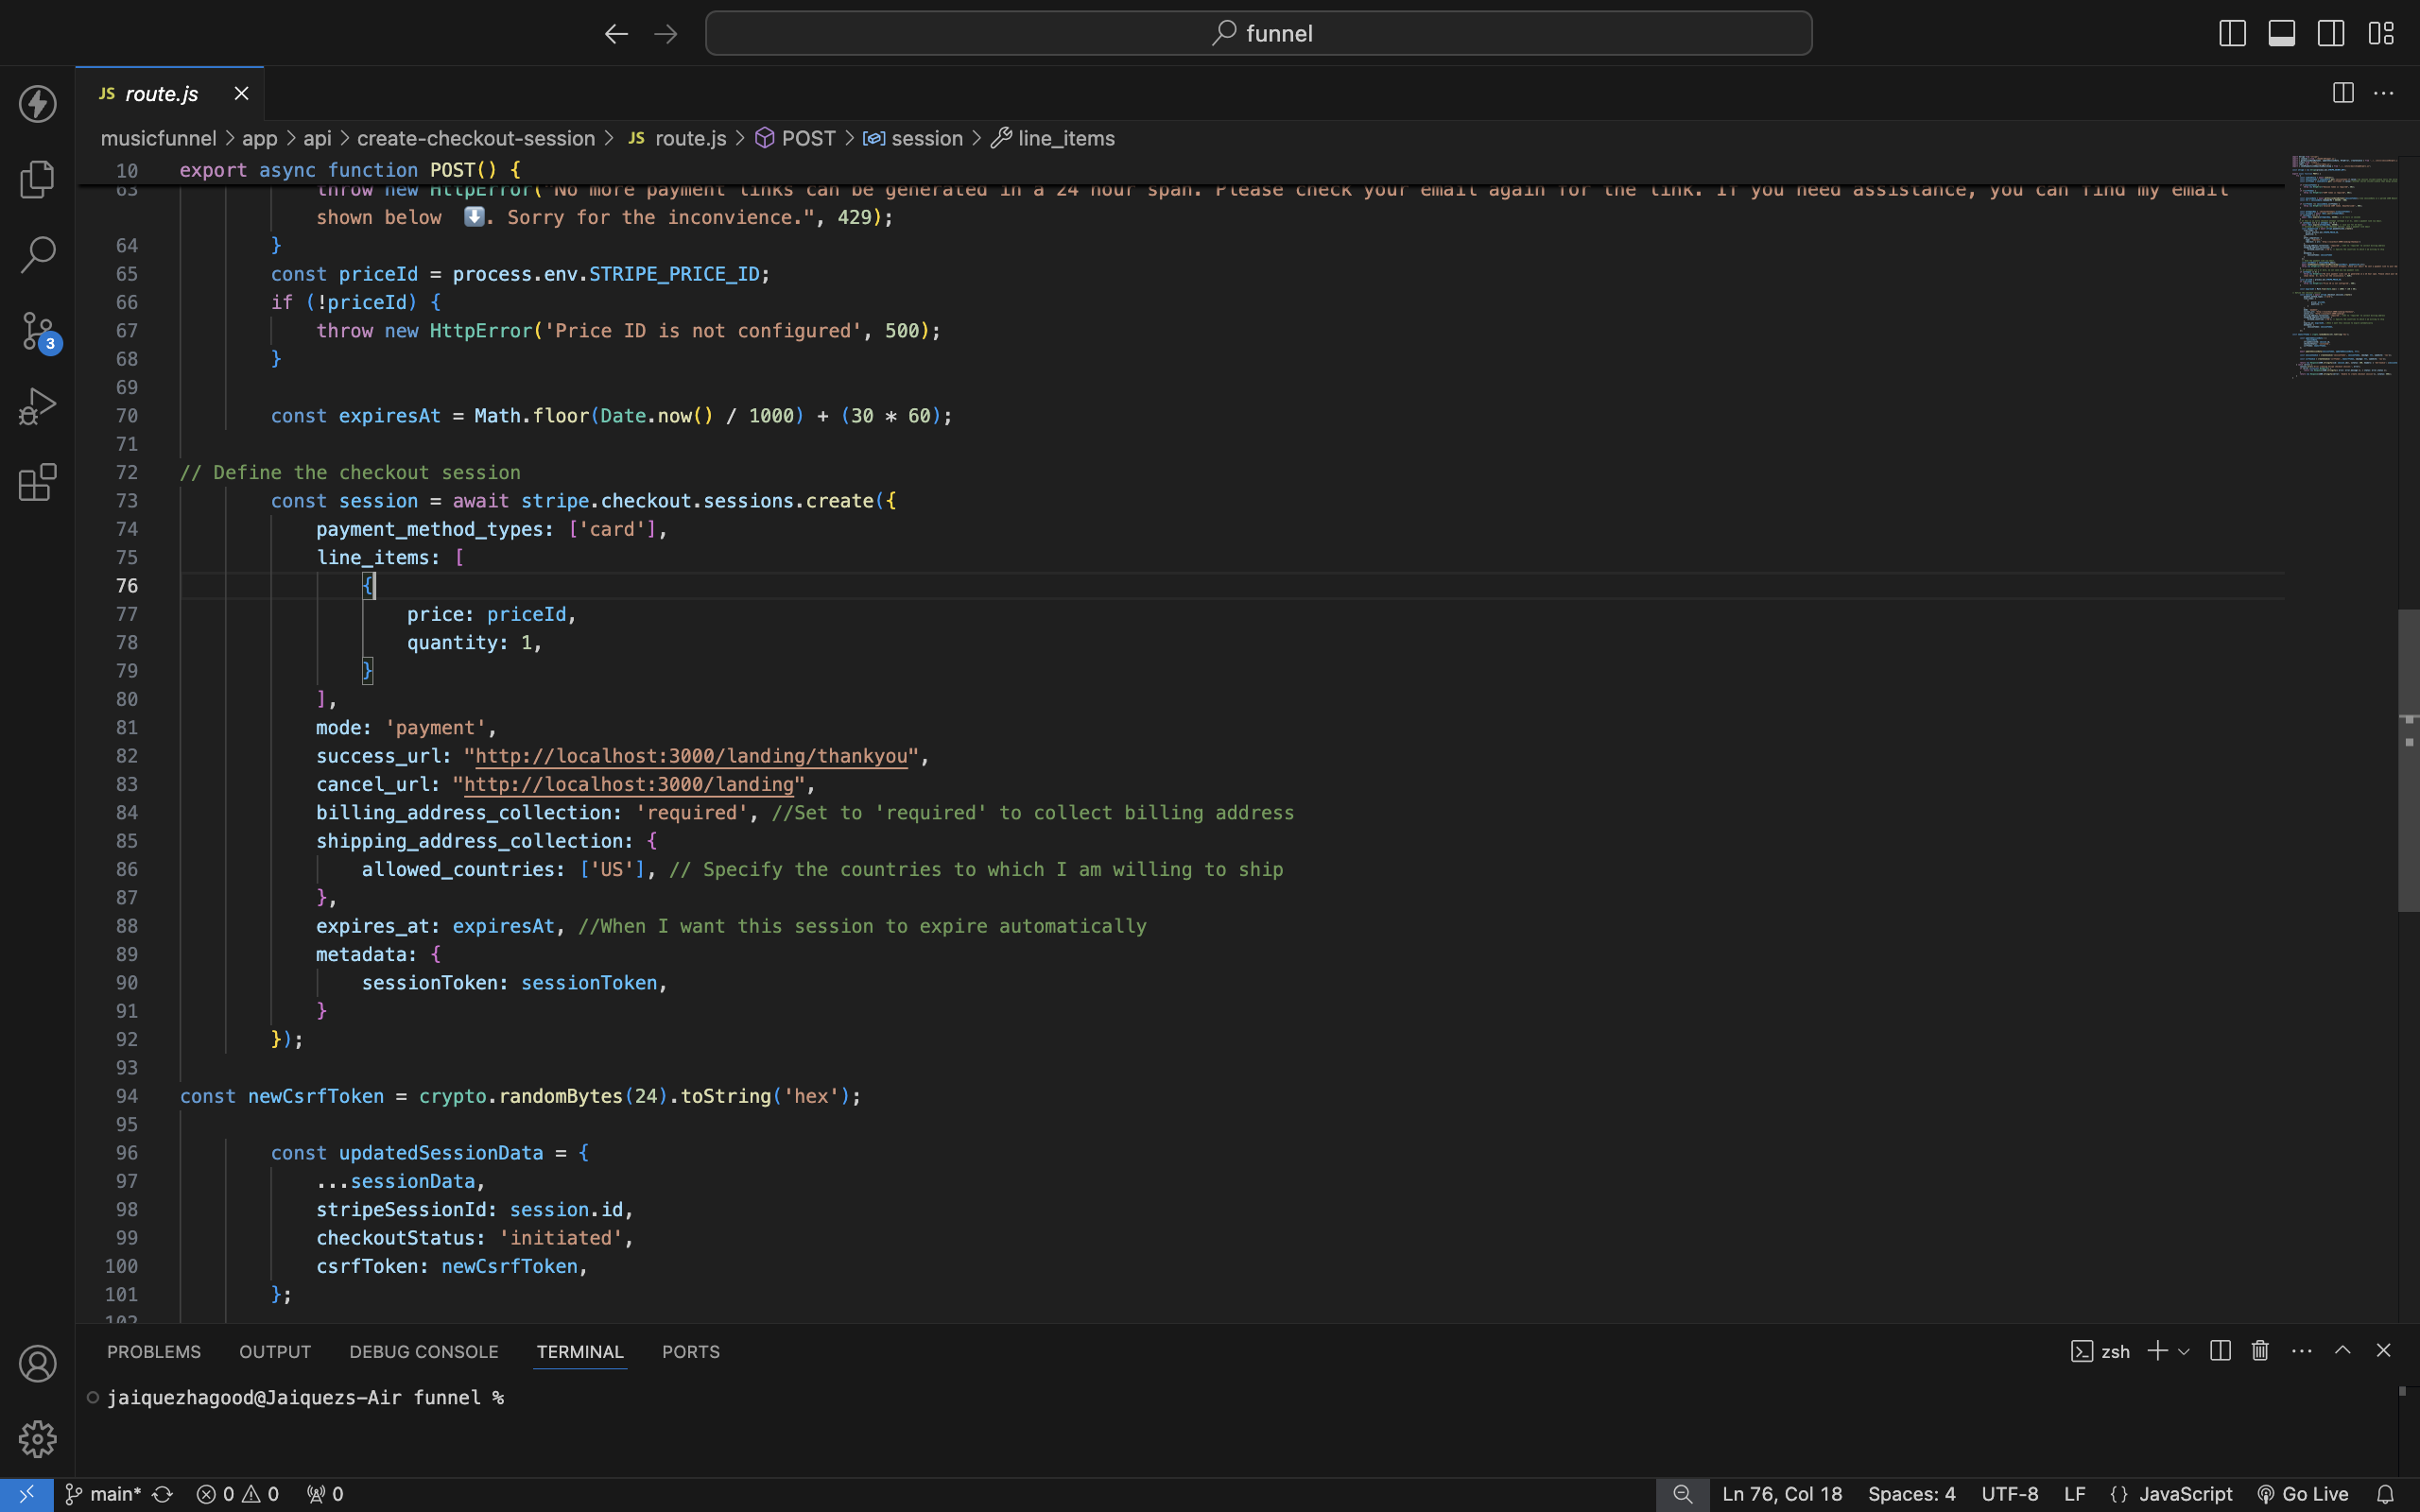 funnel
JS route.js
musicfunnel > app > api > create-checkout-session > JS route.js > POST > session > line_items
10 export async function POST() {
63 throw new HttpError("No more payment links can be generated in a 24 hour span. Please check your email again for the link. If you need assistance, you can find my email
shown below ⬇️. Sorry for the inconvience.", 429);
64 }
65 const priceId = process.env.STRIPE_PRICE_ID;
66 if (!priceId) {
67 throw new HttpError('Price ID is not configured', 500);
68 }
69
70 const expiresAt = Math.floor(Date.now() / 1000) + (30 * 60);
71
72 // Define the checkout session
73 const session = await stripe.checkout.sessions.create({
74 payment_method_types: ['card'],
75 line_items: [
76 {
77 price: priceId,
78 quantity: 1,
79 }
80 ],
81 mode: 'payment',
82 success_url: "http://localhost:3000/landing/thankyou",
83 cancel_url: "http://localhost:3000/landing",
84 billing_address_collection: 'required', //Set to 'required' to collect billing address
85 shipping_address_collection: {
86 allowed_countries: ['US'], // Specify the countries to which I am willing to ship
87 },
88 expires_at: expiresAt, //When I want this session to expire automatically
89 metadata: {
90 sessionToken: sessionToken,
91 }
92 });
93
94 const newCsrfToken = crypto.randomBytes(24).toString('hex');
95
96 const updatedSessionData = {
97 ...sessionData,
98 stripeSessionId: session.id,
99 checkoutStatus: 'initiated',
100 csrfToken: newCsrfToken,
101 };
102
3
PROBLEMS OUTPUT DEBUG CONSOLE TERMINAL PORTS zsh
jaiquezhagood@Jaiquezs-Air funnel %
main* 0 0 0 Ln 76, Col 18 Spaces: 4 UTF-8 LF {} JavaScript Go Live